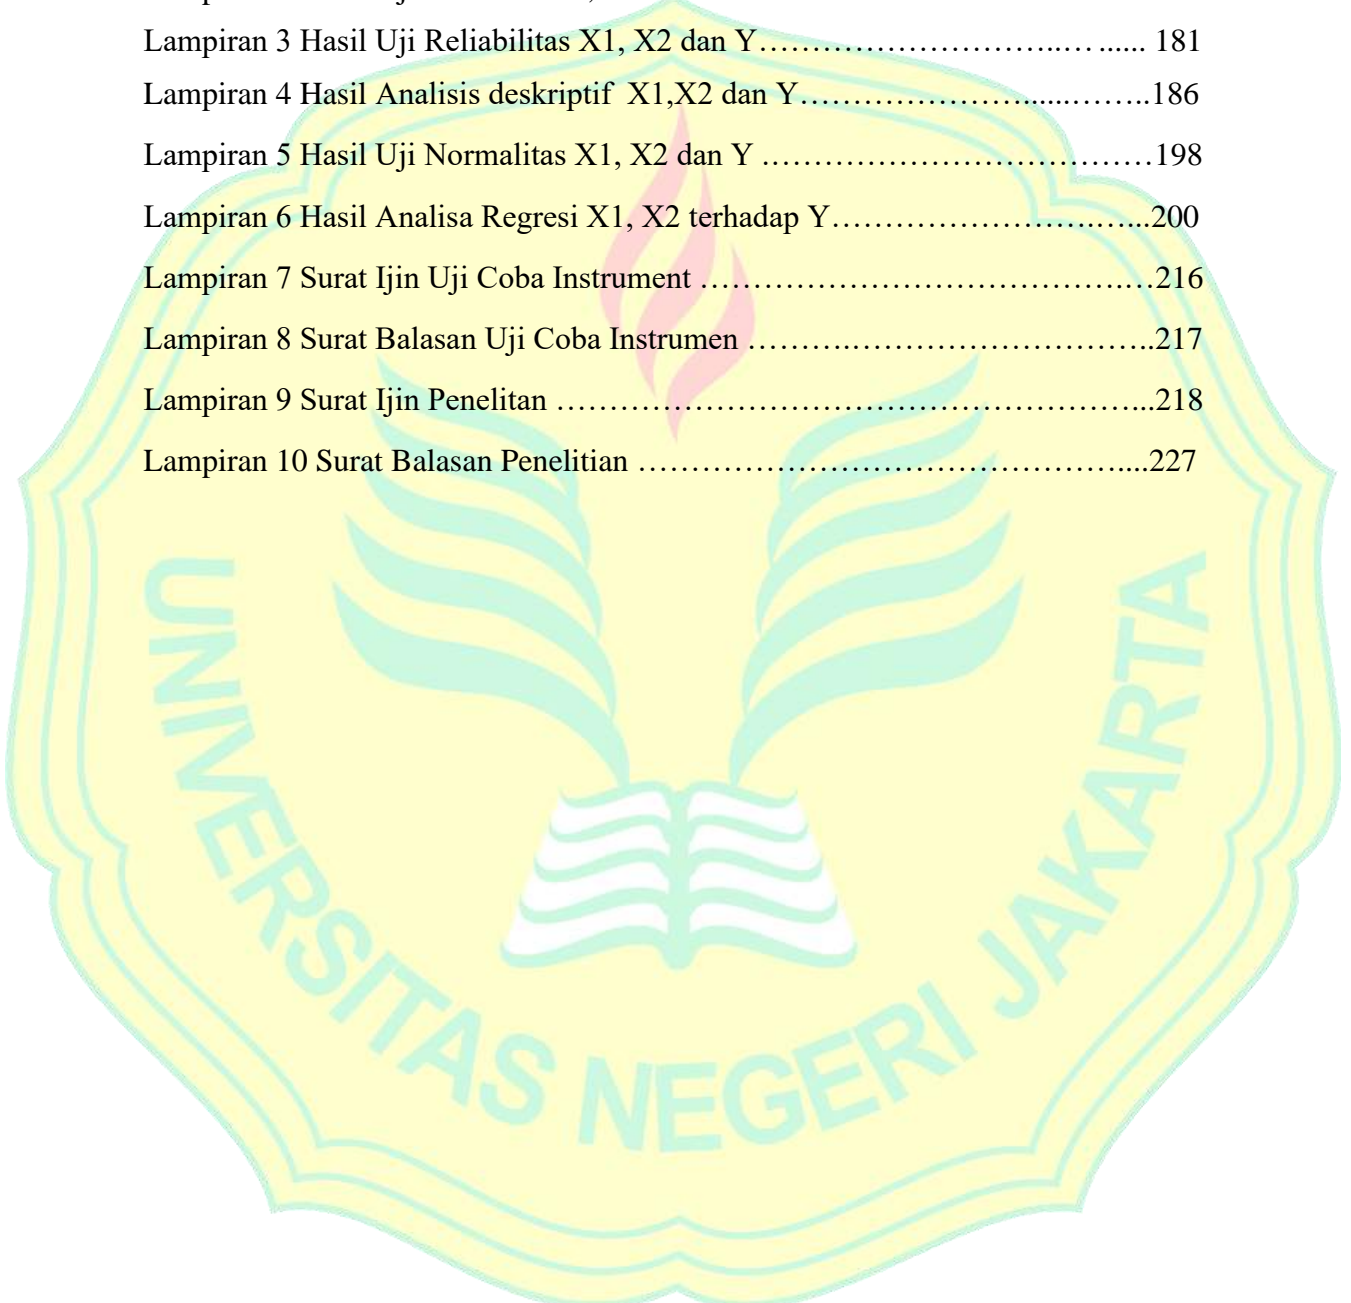 Lampiran 3 Hasil Uji Reliabilitas X1, X2 dan Y………………………..… ...... 181
Lampiran 4 Hasil Analisis deskriptif  X1,X2 dan Y…………………......……..186
Lampiran 5 Hasil Uji Normalitas X1, X2 dan Y ……………………………….198
Lampiran 6 Hasil Analisa Regresi X1, X2 terhadap Y…………………….…...200
Lampiran 7 Surat Ijin Uji Coba Instrument ………………………………….…216
Lampiran 8 Surat Balasan Uji Coba Instrumen ……….………………………..217
Lampiran 9 Surat Ijin Penelitan ………………………………………………...218
Lampiran 10 Surat Balasan Penelitian ………………………………………....227
UNIVERSITAS NEGERI JAKARTA